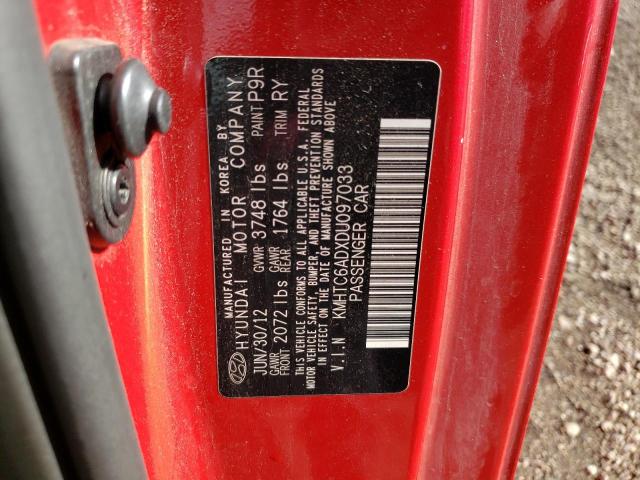 MANUFACTURED IN KOREA BY
HYUNDAI MOTOR COMPANY
JUN/30/12 GVWR 3748 lbs PAINT P9R
GAWR FRONT 2072 lbs GAWR REAR 1764 lbs TRIM RY
THIS VEHICLE CONFORMS TO ALL APPLICABLE U.S.A. FEDERAL
MOTOR VEHICLE SAFETY, BUMPER, AND THEFT PREVENTION STANDARDS
IN EFFECT ON THE DATE OF MANUFACTURE SHOWN ABOVE
V.I.N KMHTC6ADXDU097033
PASSENGER CAR